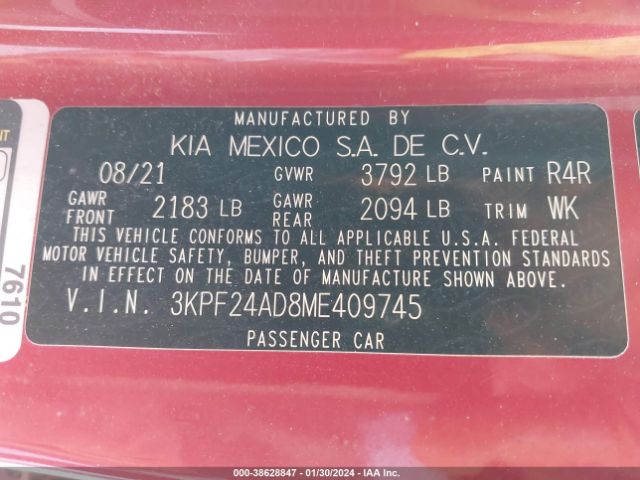 MANUFACTURED BY
KIA MEXICO S.A. DE C.V.
08/21 GVWR 3792 LB PAINT R4R
GAWR FRONT 2183 LB GAWR REAR 2094 LB TRIM WK
THIS VEHICLE CONFORMS TO ALL APPLICABLE U.S.A. FEDERAL
MOTOR VEHICLE SAFETY, BUMPER, AND THEFT PREVENTION STANDARDS
IN EFFECT ON THE DATE OF MANUFACTURE SHOWN ABOVE.
V.I.N. 3KPF24AD8ME409745
PASSENGER CAR
7610
000-38628847 - 01/30/2024 - IAA Inc.